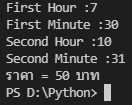 First Hour :7
First Minute :30
Second Hour :10
Second Minute :31
ราคา = 50 บาท
PS D:\Python>